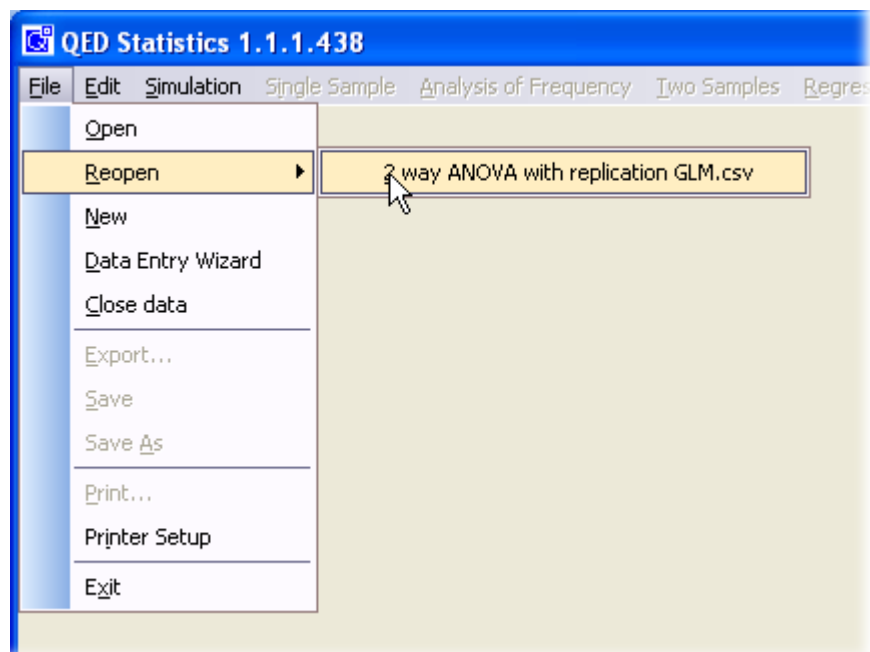 QED Statistics 1.1.1.438
File Edit Simulation Single Sample Analysis of Frequency Two Samples Regres
Open
Reopen
2 way ANOVA with replication GLM.csv
New
Data Entry Wizard
Close data
Export...
Save
Save As
Print...
Printer Setup
Exit